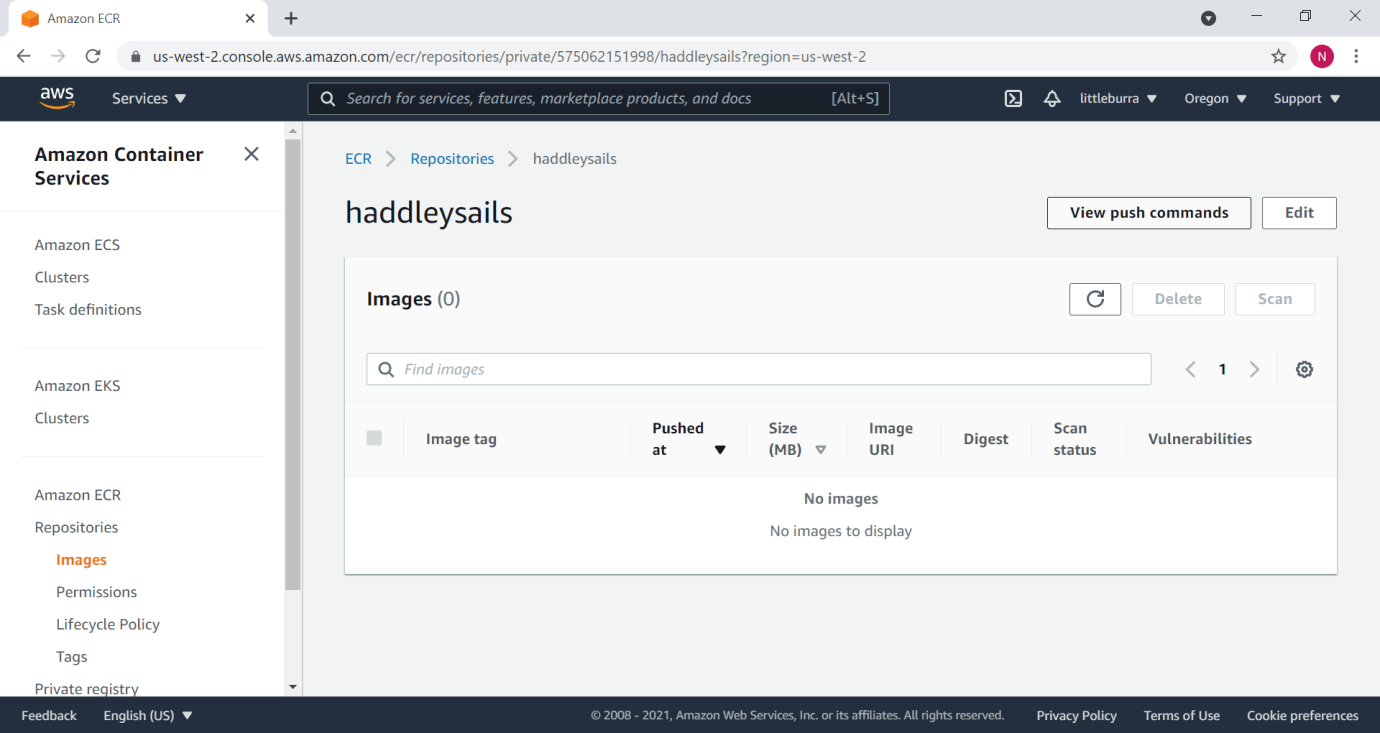 Amazon ECR
us-west-2.console.aws.amazon.com/ecr/repositories/private/575062151998/haddleysails?region=us-west-2
N
aws
Services
Search for services, features, marketplace products, and docs
[Alt+S]
littleburra
Oregon
Support
Amazon Container
Services
Amazon ECS
Clusters
Task definitions
Amazon EKS
Clusters
Amazon ECR
Repositories
Images
Permissions
Lifecycle Policy
Tags
Private registry
ECR
Repositories
haddleysails
haddleysails
View push commands
Edit
Images (0)
Delete
Scan
Find images
1
Image tag
Pushed
at
Size
(MB)
Image
URI
Digest
Scan
status
Vulnerabilities
No images
No images to display
Feedback
English (US)
© 2008 - 2021, Amazon Web Services, Inc. or its affiliates. All rights reserved.
Privacy Policy
Terms of Use
Cookie preferences